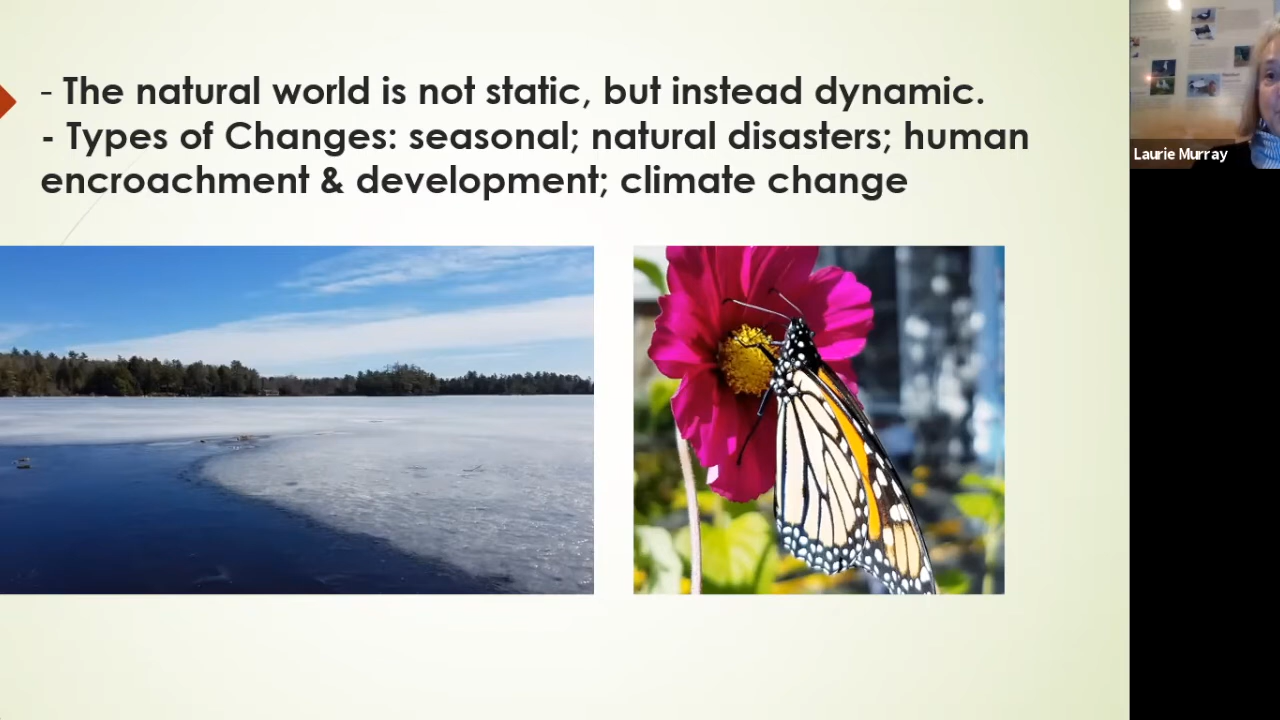 - The natural world is not static, but instead dynamic.
- Types of Changes: seasonal; natural disasters; human
encroachment & development; climate change
Laurie Murray